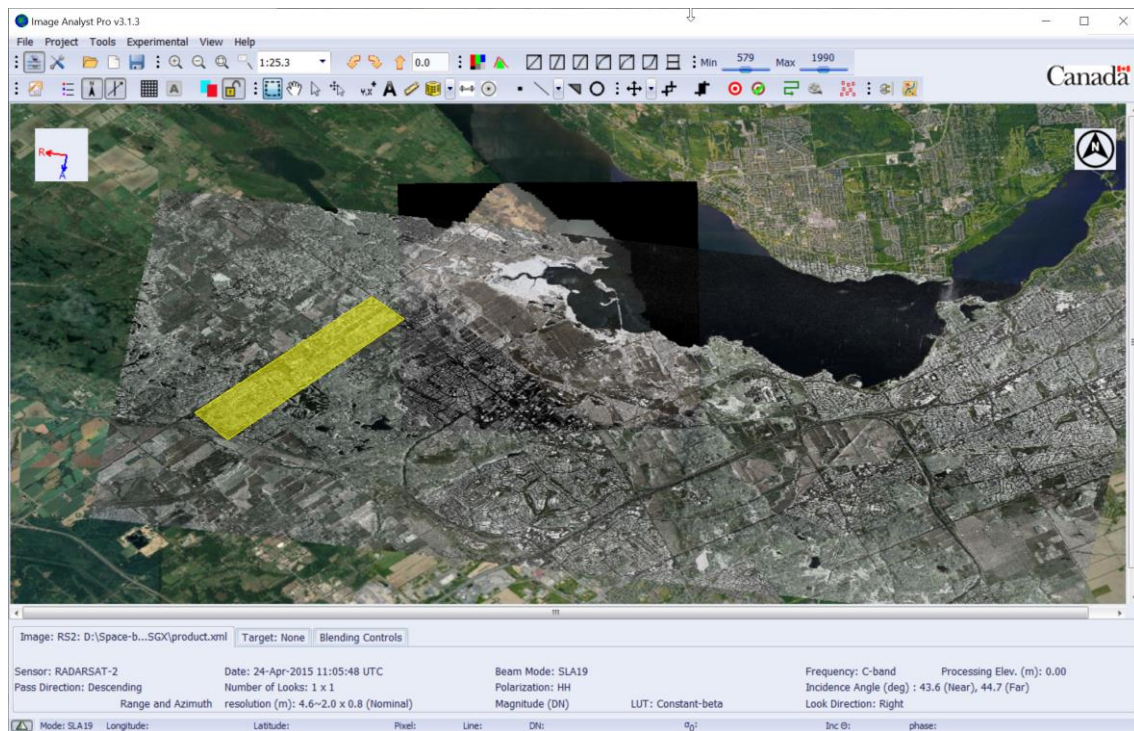 Image Analyst Pro v3.1.3
File Project Tools Experimental View Help
1:25.3 0.0 Min 579 Max 1990
A A y,x A
Canada
R
A
N
Image: RS2: D:\Space-b...SGX\product.xml Target: None Blending Controls
Sensor: RADARSAT-2 Date: 24-Apr-2015 11:05:48 UTC Beam Mode: SLA19 Frequency: C-band Processing Elev. (m): 0.00
Pass Direction: Descending Number of Looks: 1 x 1 Polarization: HH Incidence Angle (deg) : 43.6 (Near), 44.7 (Far)
Range and Azimuth resolution (m): 4.6~2.0 x 0.8 (Nominal) Magnitude (DN) LUT: Constant-beta Look Direction: Right
Mode: SLA19 Longitude: Latitude: Pixel: Line: DN: σ0: Inc Θ: phase: